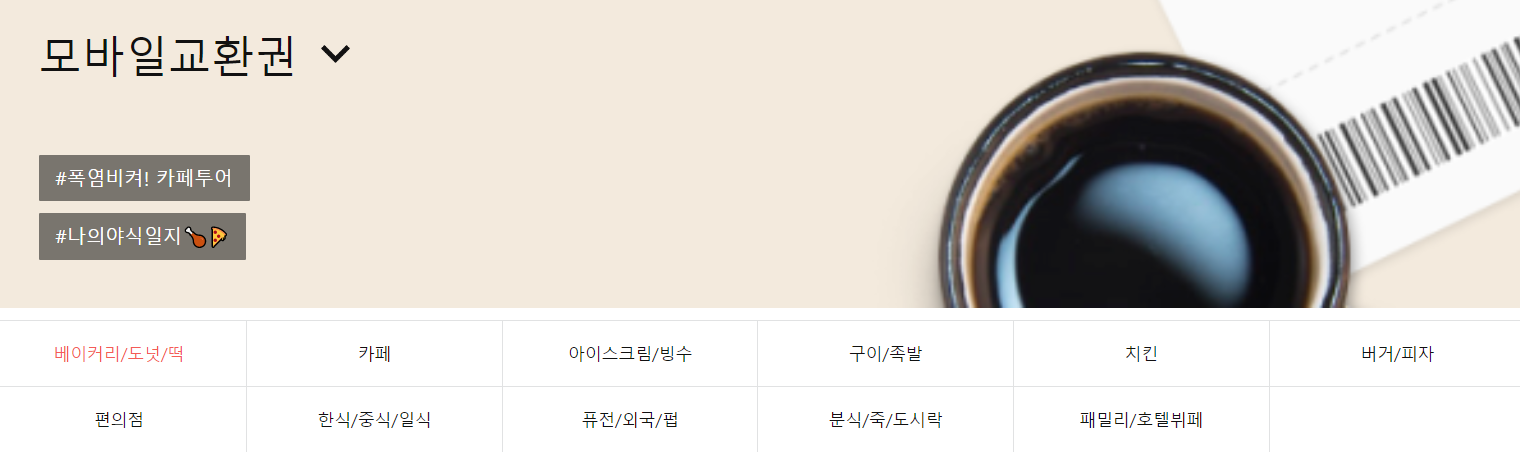 모바일교환권
#폭염비켜! 카페투어
#나의야식일지🍗🍕
베이커리/도넛/떡 카페 아이스크림/빙수 구이/족발 치킨 버거/피자
편의점 한식/중식/일식 퓨전/외국/펍 분식/죽/도시락 패밀리/호텔뷔페